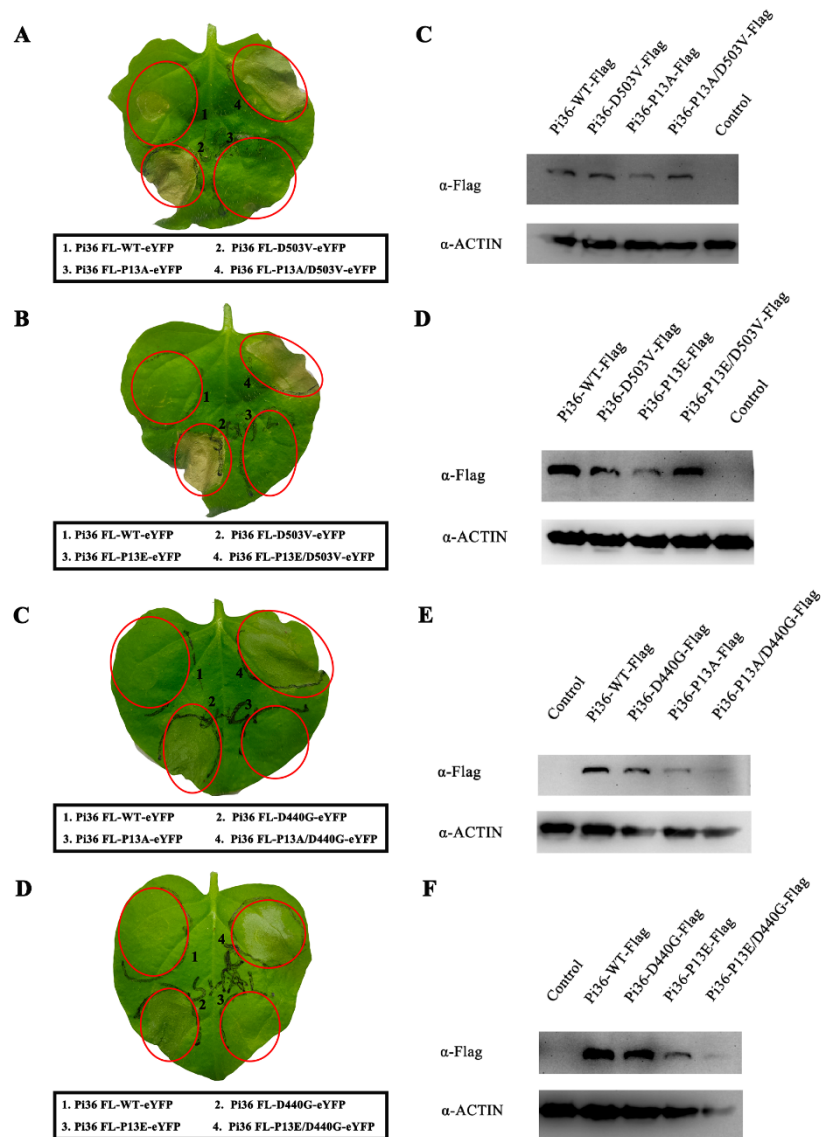 A
1
2
3
4
1. Pi36 FL-WT-eYFP 2. Pi36 FL-D503V-eYFP
3. Pi36 FL-P13A-eYFP 4. Pi36 FL-P13A/D503V-eYFP
C
Pi36-WT-Flag
Pi36-D503V-Flag
Pi36-P13A-Flag
Pi36-P13A/D503V-Flag
Control
α-Flag
α-ACTIN
B
1
2
3
4
1. Pi36 FL-WT-eYFP 2. Pi36 FL-D503V-eYFP
3. Pi36 FL-P13E-eYFP 4. Pi36 FL-P13E/D503V-eYFP
D
Pi36-WT-Flag
Pi36-D503V-Flag
Pi36-P13E-Flag
Pi36-P13E/D503V-Flag
Control
α-Flag
α-ACTIN
C
1
2
3
4
1. Pi36 FL-WT-eYFP 2. Pi36 FL-D440G-eYFP
3. Pi36 FL-P13A-eYFP 4. Pi36 FL-P13A/D440G-eYFP
E
Control
Pi36-WT-Flag
Pi36-D440G-Flag
Pi36-P13A-Flag
Pi36-P13A/D440G-Flag
α-Flag
α-ACTIN
D
1
2
3
4
1. Pi36 FL-WT-eYFP 2. Pi36 FL-D440G-eYFP
3. Pi36 FL-P13E-eYFP 4. Pi36 FL-P13E/D440G-eYFP
F
Control
Pi36-WT-Flag
Pi36-D440G-Flag
Pi36-P13E-Flag
Pi36-P13E/D440G-Flag
α-Flag
α-ACTIN